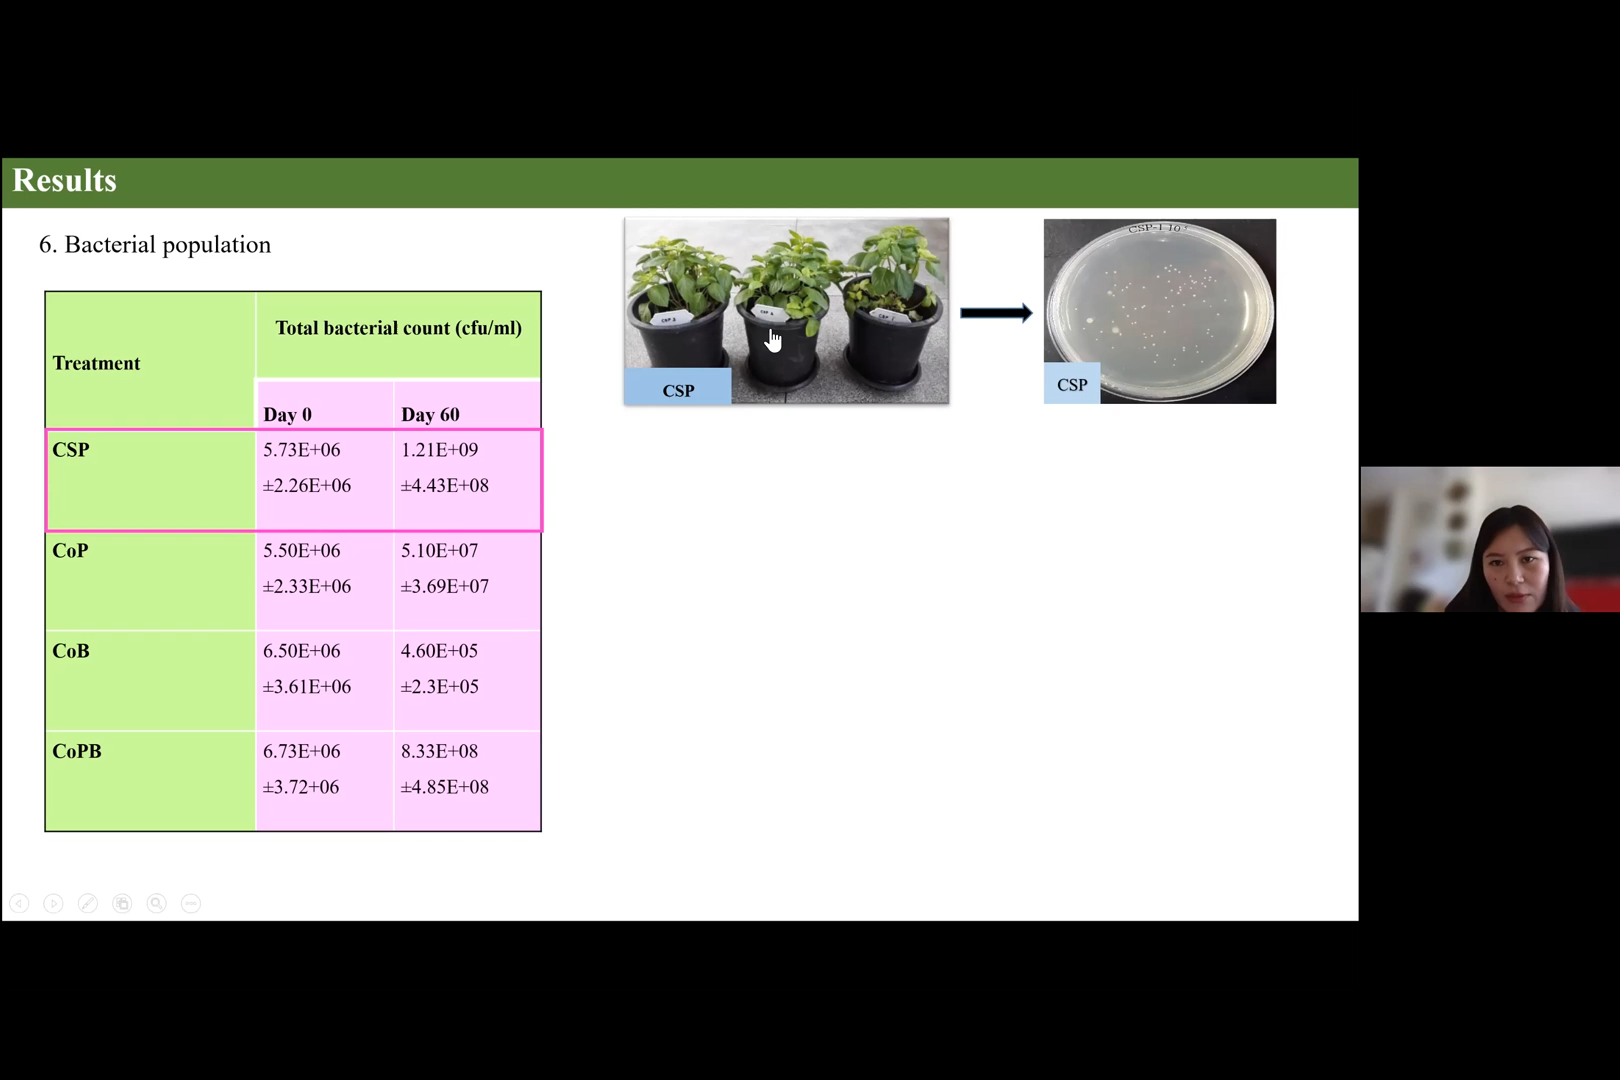 Results
6. Bacterial population
Treatment
Total bacterial count (cfu/ml)
Day 0
Day 60
CSP
5.73E+06
±2.26E+06
1.21E+09
±4.43E+08
CoP
5.50E+06
±2.33E+06
5.10E+07
±3.69E+07
CoB
6.50E+06
±3.61E+06
4.60E+05
±2.3E+05
CoPB
6.73E+06
±3.72+06
8.33E+08
±4.85E+08
CSP
CSP